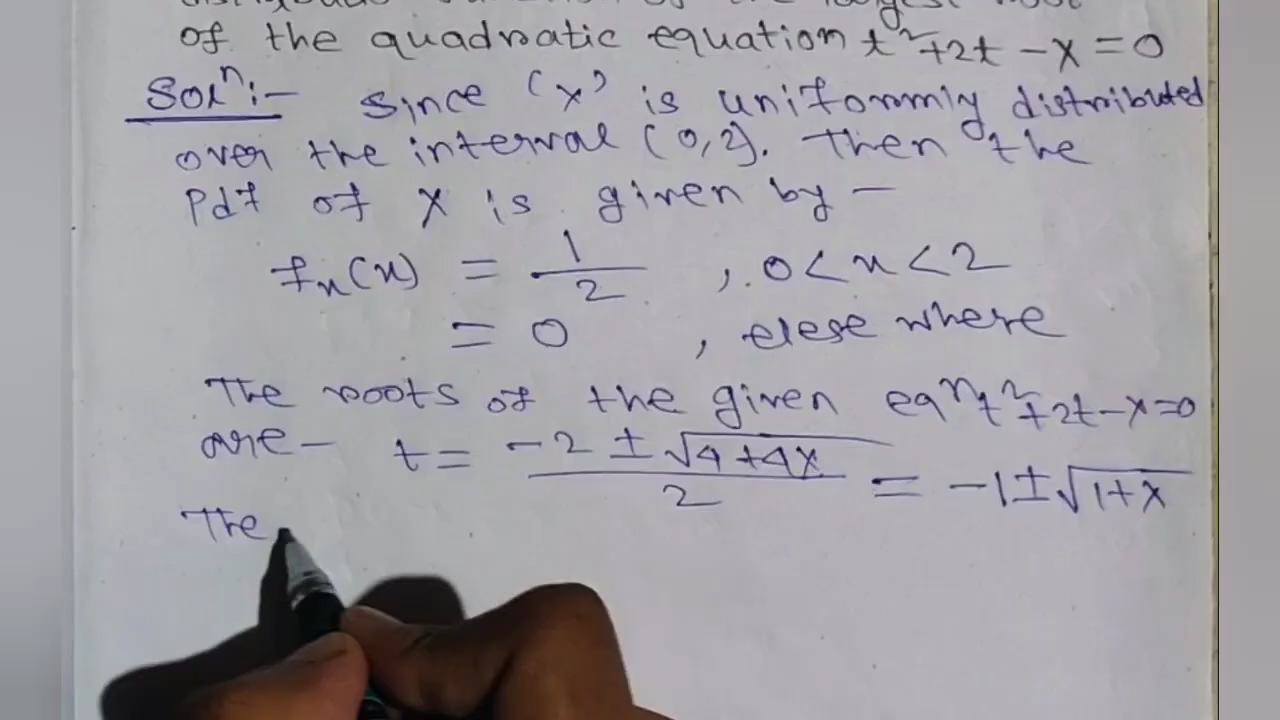 of the quadratic equation t²+2t-x=0
Solⁿ:- Since 'x' is uniformly distributed
over the interval (0,2). Then the
Pdf of X is given by -
fₓ(x) = 1/2 , 0<x<2
= 0 , elese where
The roots of the given eqⁿ t²+2t-x=0
are - t = (-2 ± √(4+4x))/2 = -1±√(1+x)
The